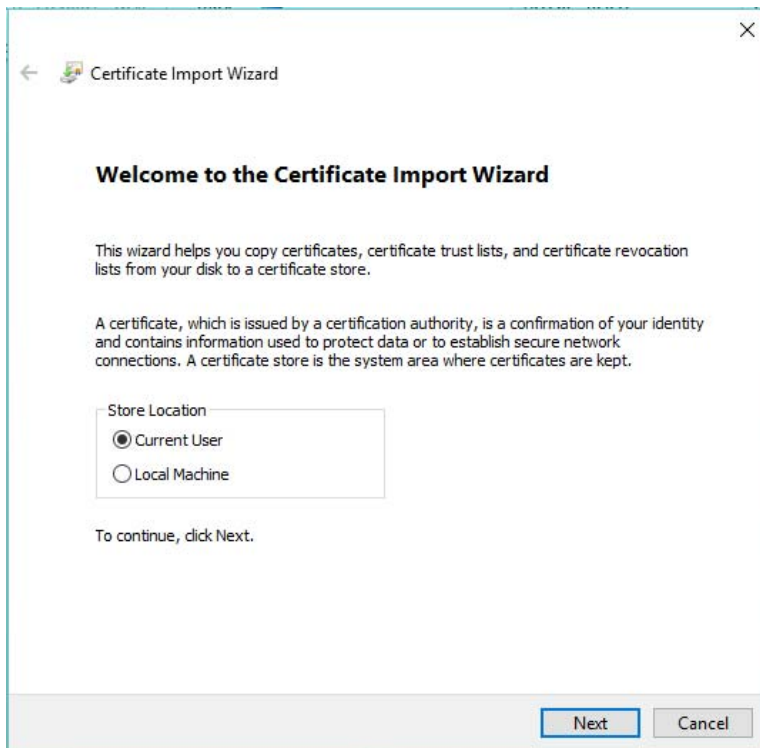 Certificate Import Wizard
Welcome to the Certificate Import Wizard
This wizard helps you copy certificates, certificate trust lists, and certificate revocation
lists from your disk to a certificate store.
A certificate, which is issued by a certification authority, is a confirmation of your identity
and contains information used to protect data or to establish secure network
connections. A certificate store is the system area where certificates are kept.
Store Location
Current User
Local Machine
To continue, click Next.
Next Cancel